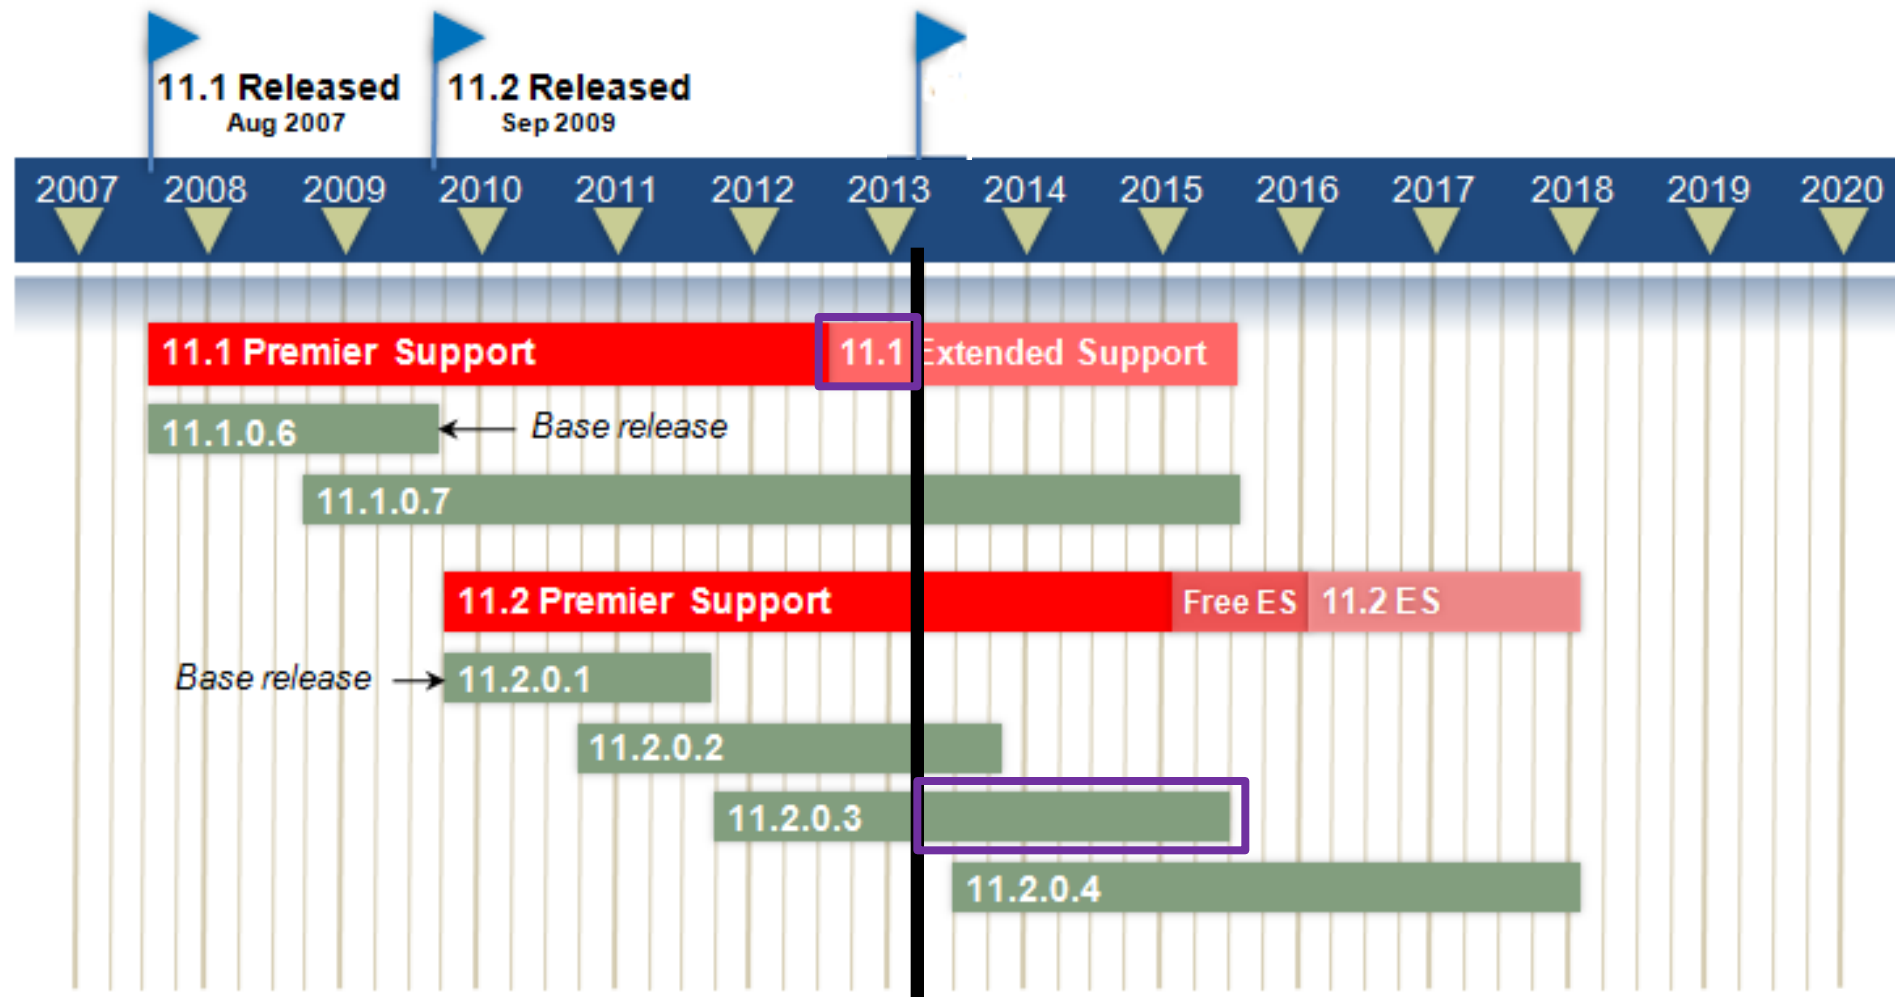 11.1 Released
Aug 2007
11.2 Released
Sep 2009
2007 2008 2009 2010 2011 2012 2013 2014 2015 2016 2017 2018 2019 2020
11.1 Premier Support
11.1 Extended Support
11.1.0.6
Base release
11.1.0.7
11.2 Premier Support
Free ES
11.2 ES
Base release
11.2.0.1
11.2.0.2
11.2.0.3
11.2.0.4